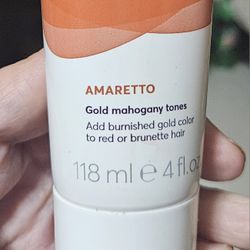 AMARETTO
Gold mahogany tones
Add burnished gold color
to red or brunette hair
118 ml e 4 fl.oz